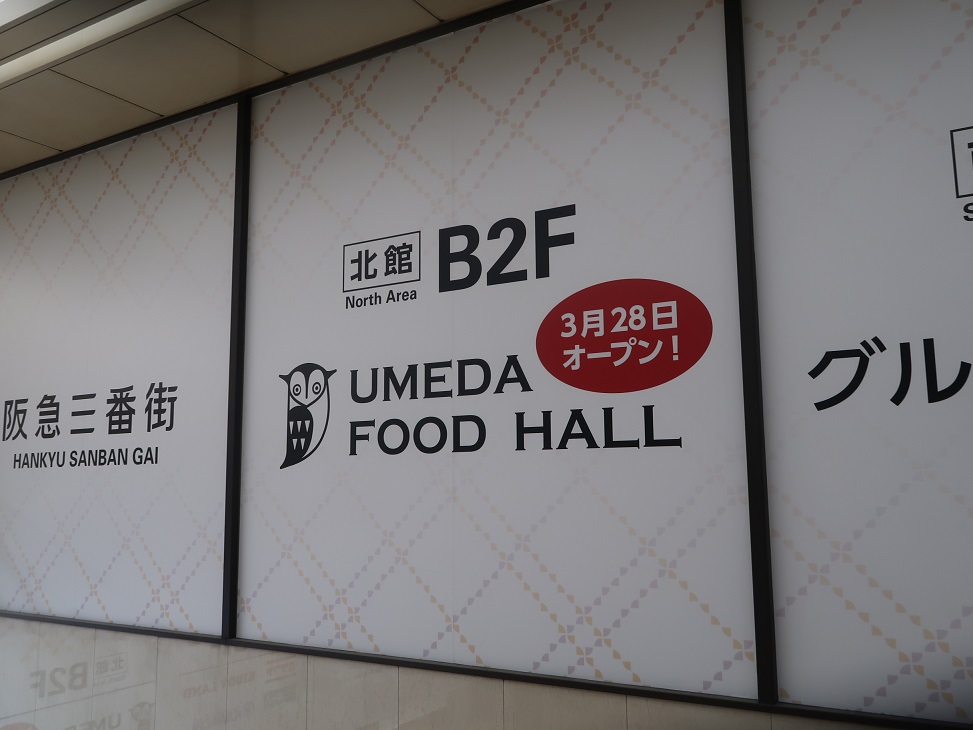 阪急三番街
HANKYU SANBAN GAI
北館 B2F
North Area
3月28日
オープン！
UMEDA
FOOD HALL
グル